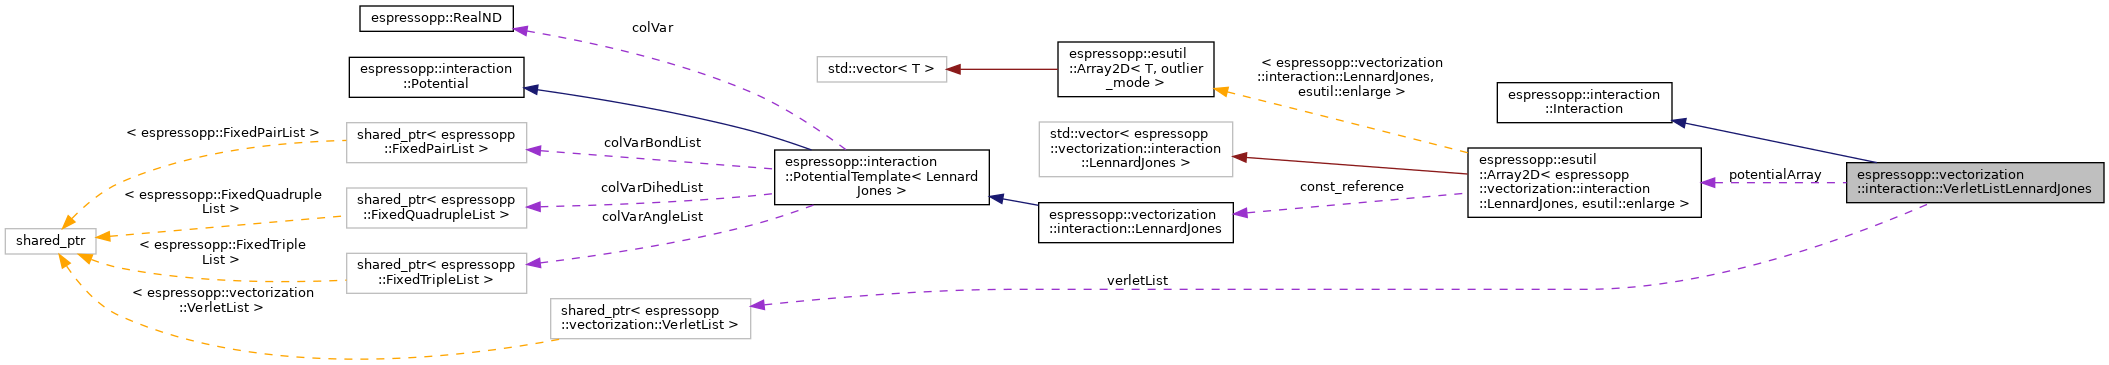 espressopp::RealND
colVar
espressopp::interaction
::Potential
std::vector< T >
espressopp::esutil
::Array2D< T, outlier
_mode >
< espressopp::vectorization
::interaction::LennardJones,
esutil::enlarge >
espressopp::interaction
::Interaction
< espressopp::FixedPairList >
shared_ptr< espressopp
::FixedPairList >
colVarBondList
std::vector< espressopp
::vectorization::interaction
::LennardJones >
espressopp::interaction
::PotentialTemplate< Lennard
Jones >
espressopp::esutil
::Array2D< espressopp
::vectorization::interaction
::LennardJones, esutil::enlarge >
potentialArray
espressopp::vectorization
::interaction::VerletListLennardJones
< espressopp::FixedQuadruple
List >
shared_ptr< espressopp
::FixedQuadrupleList >
colVarDihedList
colVarAngleList
const_reference
espressopp::vectorization
::interaction::LennardJones
shared_ptr
< espressopp::FixedTriple
List >
shared_ptr< espressopp
::FixedTripleList >
< espressopp::vectorization
::VerletList >
shared_ptr< espressopp
::vectorization::VerletList >
verletList